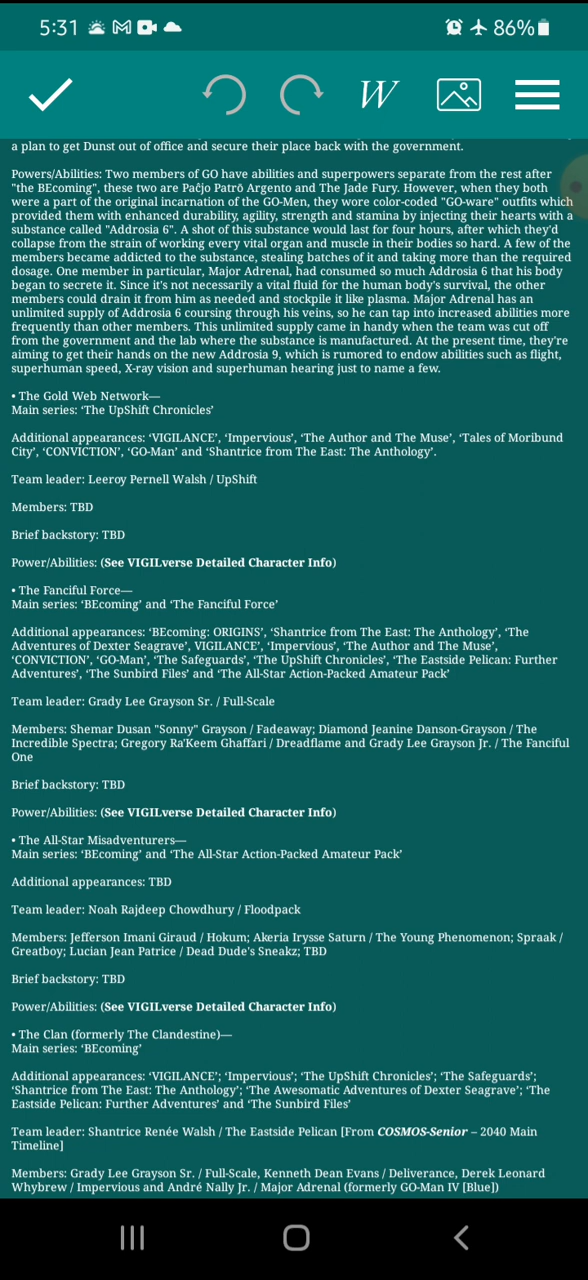 5:31
86%
W
a plan to get Dunst out of office and secure their place back with the government.
Powers/Abilities: Two members of GO have abilities and superpowers separate from the rest after
"the BEcoming", these two are Paĉjo Patrō Argento and The Jade Fury. However, when they both
were a part of the original incarnation of the GO-Men, they wore color-coded "GO-ware" outfits which
provided them with enhanced durability, agility, strength and stamina by injecting their hearts with a
substance called "Addrosia 6". A shot of this substance would last for four hours, after which they'd
collapse from the strain of working every vital organ and muscle in their bodies so hard. A few of the
members became addicted to the substance, stealing batches of it and taking more than the required
dosage. One member in particular, Major Adrenal, had consumed so much Addrosia 6 that his body
began to secrete it. Since it's not necessarily a vital fluid for the human body's survival, the other
members could drain it from him as needed and stockpile it like plasma. Major Adrenal has an
unlimited supply of Addrosia 6 coursing through his veins, so he can tap into increased abilities more
frequently than other members. This unlimited supply came in handy when the team was cut off
from the government and the lab where the substance is manufactured. At the present time, they're
aiming to get their hands on the new Addrosia 9, which is rumored to endow abilities such as flight,
superhuman speed, X-ray vision and superhuman hearing just to name a few.
• The Gold Web Network—
Main series: ‘The UpShift Chronicles’
Additional appearances: ‘VIGILANCE’, ‘Impervious’, ‘The Author and The Muse’, ‘Tales of Moribund
City’, ‘CONVICTION’, ‘GO-Man’ and ‘Shantrice from The East: The Anthology’.
Team leader: Leeroy Pernell Walsh / UpShift
Members: TBD
Brief backstory: TBD
Power/Abilities: (See VIGILverse Detailed Character Info)
• The Fanciful Force—
Main series: ‘BEcoming’ and ‘The Fanciful Force’
Additional appearances: ‘BEcoming: ORIGINS’, ‘Shantrice from The East: The Anthology’, ‘The
Adventures of Dexter Seagrave’, VIGILANCE’, ‘Impervious’, ‘The Author and The Muse’,
‘CONVICTION’, ‘GO-Man’, ‘The Safeguards’, ‘The UpShift Chronicles’, ‘The Eastside Pelican: Further
Adventures’, ‘The Sunbird Files’ and ‘The All-Star Action-Packed Amateur Pack’
Team leader: Grady Lee Grayson Sr. / Full-Scale
Members: Shemar Dusan "Sonny" Grayson / Fadeaway; Diamond Jeanine Danson-Grayson / The
Incredible Spectra; Gregory Ra'Keem Ghaffari / Dreadflame and Grady Lee Grayson Jr. / The Fanciful
One
Brief backstory: TBD
Power/Abilities: (See VIGILverse Detailed Character Info)
• The All-Star Misadventurers—
Main series: ‘BEcoming’ and ‘The All-Star Action-Packed Amateur Pack’
Additional appearances: TBD
Team leader: Noah Rajdeep Chowdhury / Floodpack
Members: Jefferson Imani Giraud / Hokum; Akeria Irysse Saturn / The Young Phenomenon; Spraak /
Greatboy; Lucian Jean Patrice / Dead Dude's Sneakz; TBD
Brief backstory: TBD
Power/Abilities: (See VIGILverse Detailed Character Info)
• The Clan (formerly The Clandestine)—
Main series: ‘BEcoming’
Additional appearances: ‘VIGILANCE’; ‘Impervious’; ‘The UpShift Chronicles’; ‘The Safeguards’;
‘Shantrice from The East: The Anthology’; ‘The Awesomatic Adventures of Dexter Seagrave’; ‘The
Eastside Pelican: Further Adventures’ and ‘The Sunbird Files’
Team leader: Shantrice Renée Walsh / The Eastside Pelican [From COSMOS-Senior – 2040 Main
Timeline]
Members: Grady Lee Grayson Sr. / Full-Scale, Kenneth Dean Evans / Deliverance, Derek Leonard
Whybrew / Impervious and André Nally Jr. / Major Adrenal (formerly GO-Man IV [Blue])